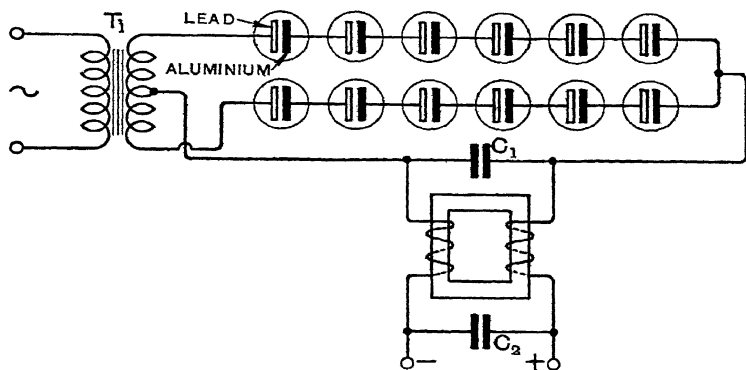 T1
LEAD
ALUMINIUM
~
C1
C2
− +